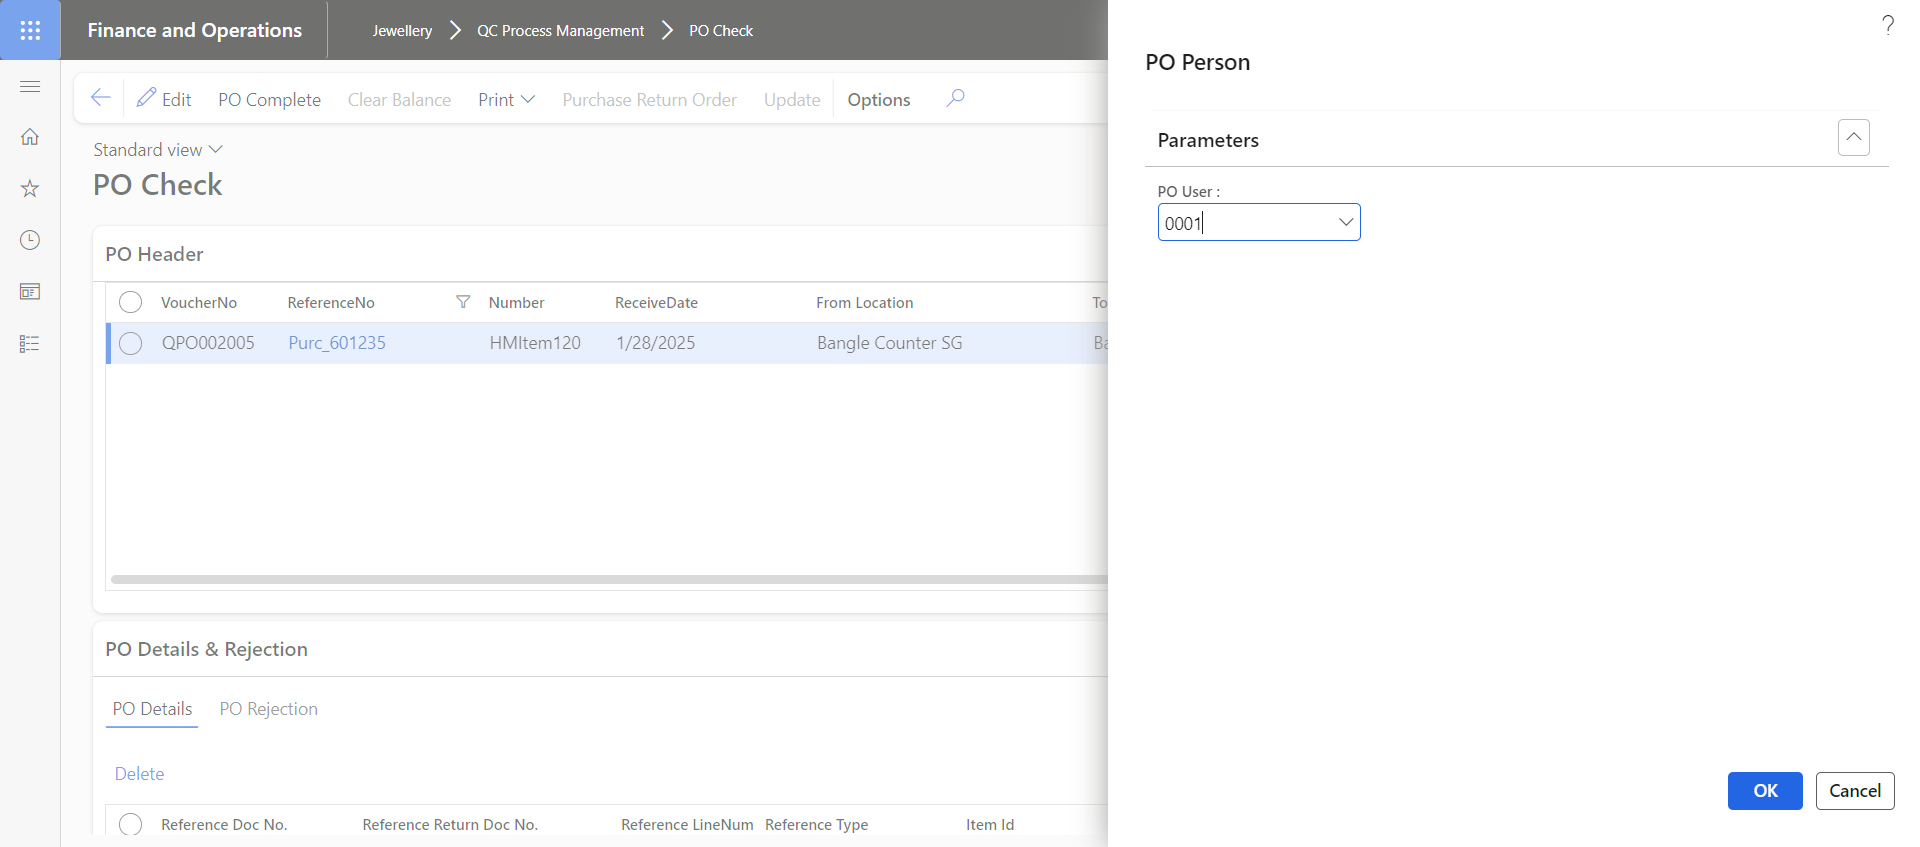 Finance and Operations
Jewellery QC Process Management PO Check
Edit PO Complete Clear Balance Print Purchase Return Order Update Options
Standard view
PO Check
PO Header
VoucherNo ReferenceNo Number ReceiveDate From Location To
QPO002005 Purc_601235 HMItem120 1/28/2025 Bangle Counter SG Ba
PO Details & Rejection
PO Details PO Rejection
Delete
Reference Doc No. Reference Return Doc No. Reference LineNum Reference Type Item Id
?
PO Person
Parameters
PO User :
0001
OK Cancel